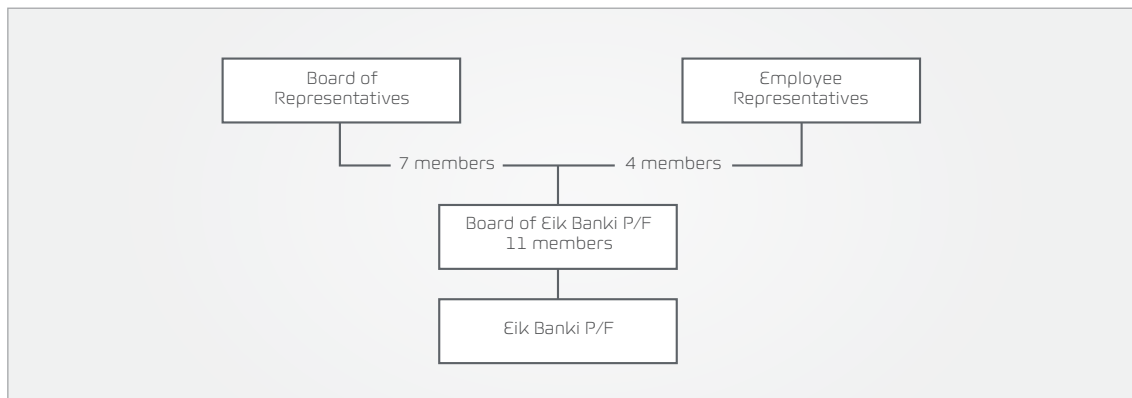 Board of
Representatives
Employee
Representatives
7 members
4 members
Board of Eik Banki P/F
11 members
Eik Banki P/F